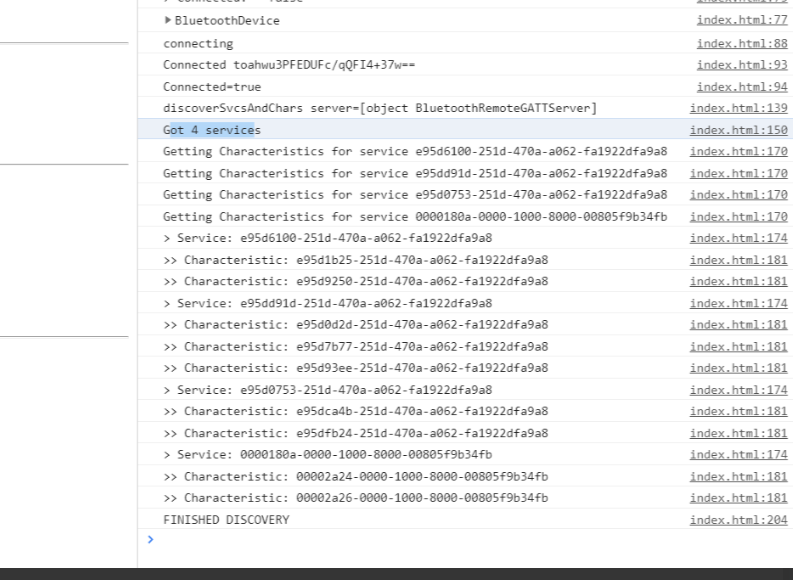 ▶ BluetoothDevice index.html:77
connecting index.html:88
Connected toahwu3PFEDUFc/qQFI4+37w== index.html:93
Connected=true index.html:94
discoverSvcsAndChars server=[object BluetoothRemoteGATTServer] index.html:139
Got 4 services index.html:150
Getting Characteristics for service e95d6100-251d-470a-a062-fa1922dfa9a8 index.html:170
Getting Characteristics for service e95dd91d-251d-470a-a062-fa1922dfa9a8 index.html:170
Getting Characteristics for service e95d0753-251d-470a-a062-fa1922dfa9a8 index.html:170
Getting Characteristics for service 0000180a-0000-1000-8000-00805f9b34fb index.html:170
> Service: e95d6100-251d-470a-a062-fa1922dfa9a8 index.html:174
>> Characteristic: e95d1b25-251d-470a-a062-fa1922dfa9a8 index.html:181
>> Characteristic: e95d9250-251d-470a-a062-fa1922dfa9a8 index.html:181
> Service: e95dd91d-251d-470a-a062-fa1922dfa9a8 index.html:174
>> Characteristic: e95d0d2d-251d-470a-a062-fa1922dfa9a8 index.html:181
>> Characteristic: e95d7b77-251d-470a-a062-fa1922dfa9a8 index.html:181
>> Characteristic: e95d93ee-251d-470a-a062-fa1922dfa9a8 index.html:181
> Service: e95d0753-251d-470a-a062-fa1922dfa9a8 index.html:174
>> Characteristic: e95dca4b-251d-470a-a062-fa1922dfa9a8 index.html:181
>> Characteristic: e95dfb24-251d-470a-a062-fa1922dfa9a8 index.html:181
> Service: 0000180a-0000-1000-8000-00805f9b34fb index.html:174
>> Characteristic: 00002a24-0000-1000-8000-00805f9b34fb index.html:181
>> Characteristic: 00002a26-0000-1000-8000-00805f9b34fb index.html:181
FINISHED DISCOVERY index.html:204
>